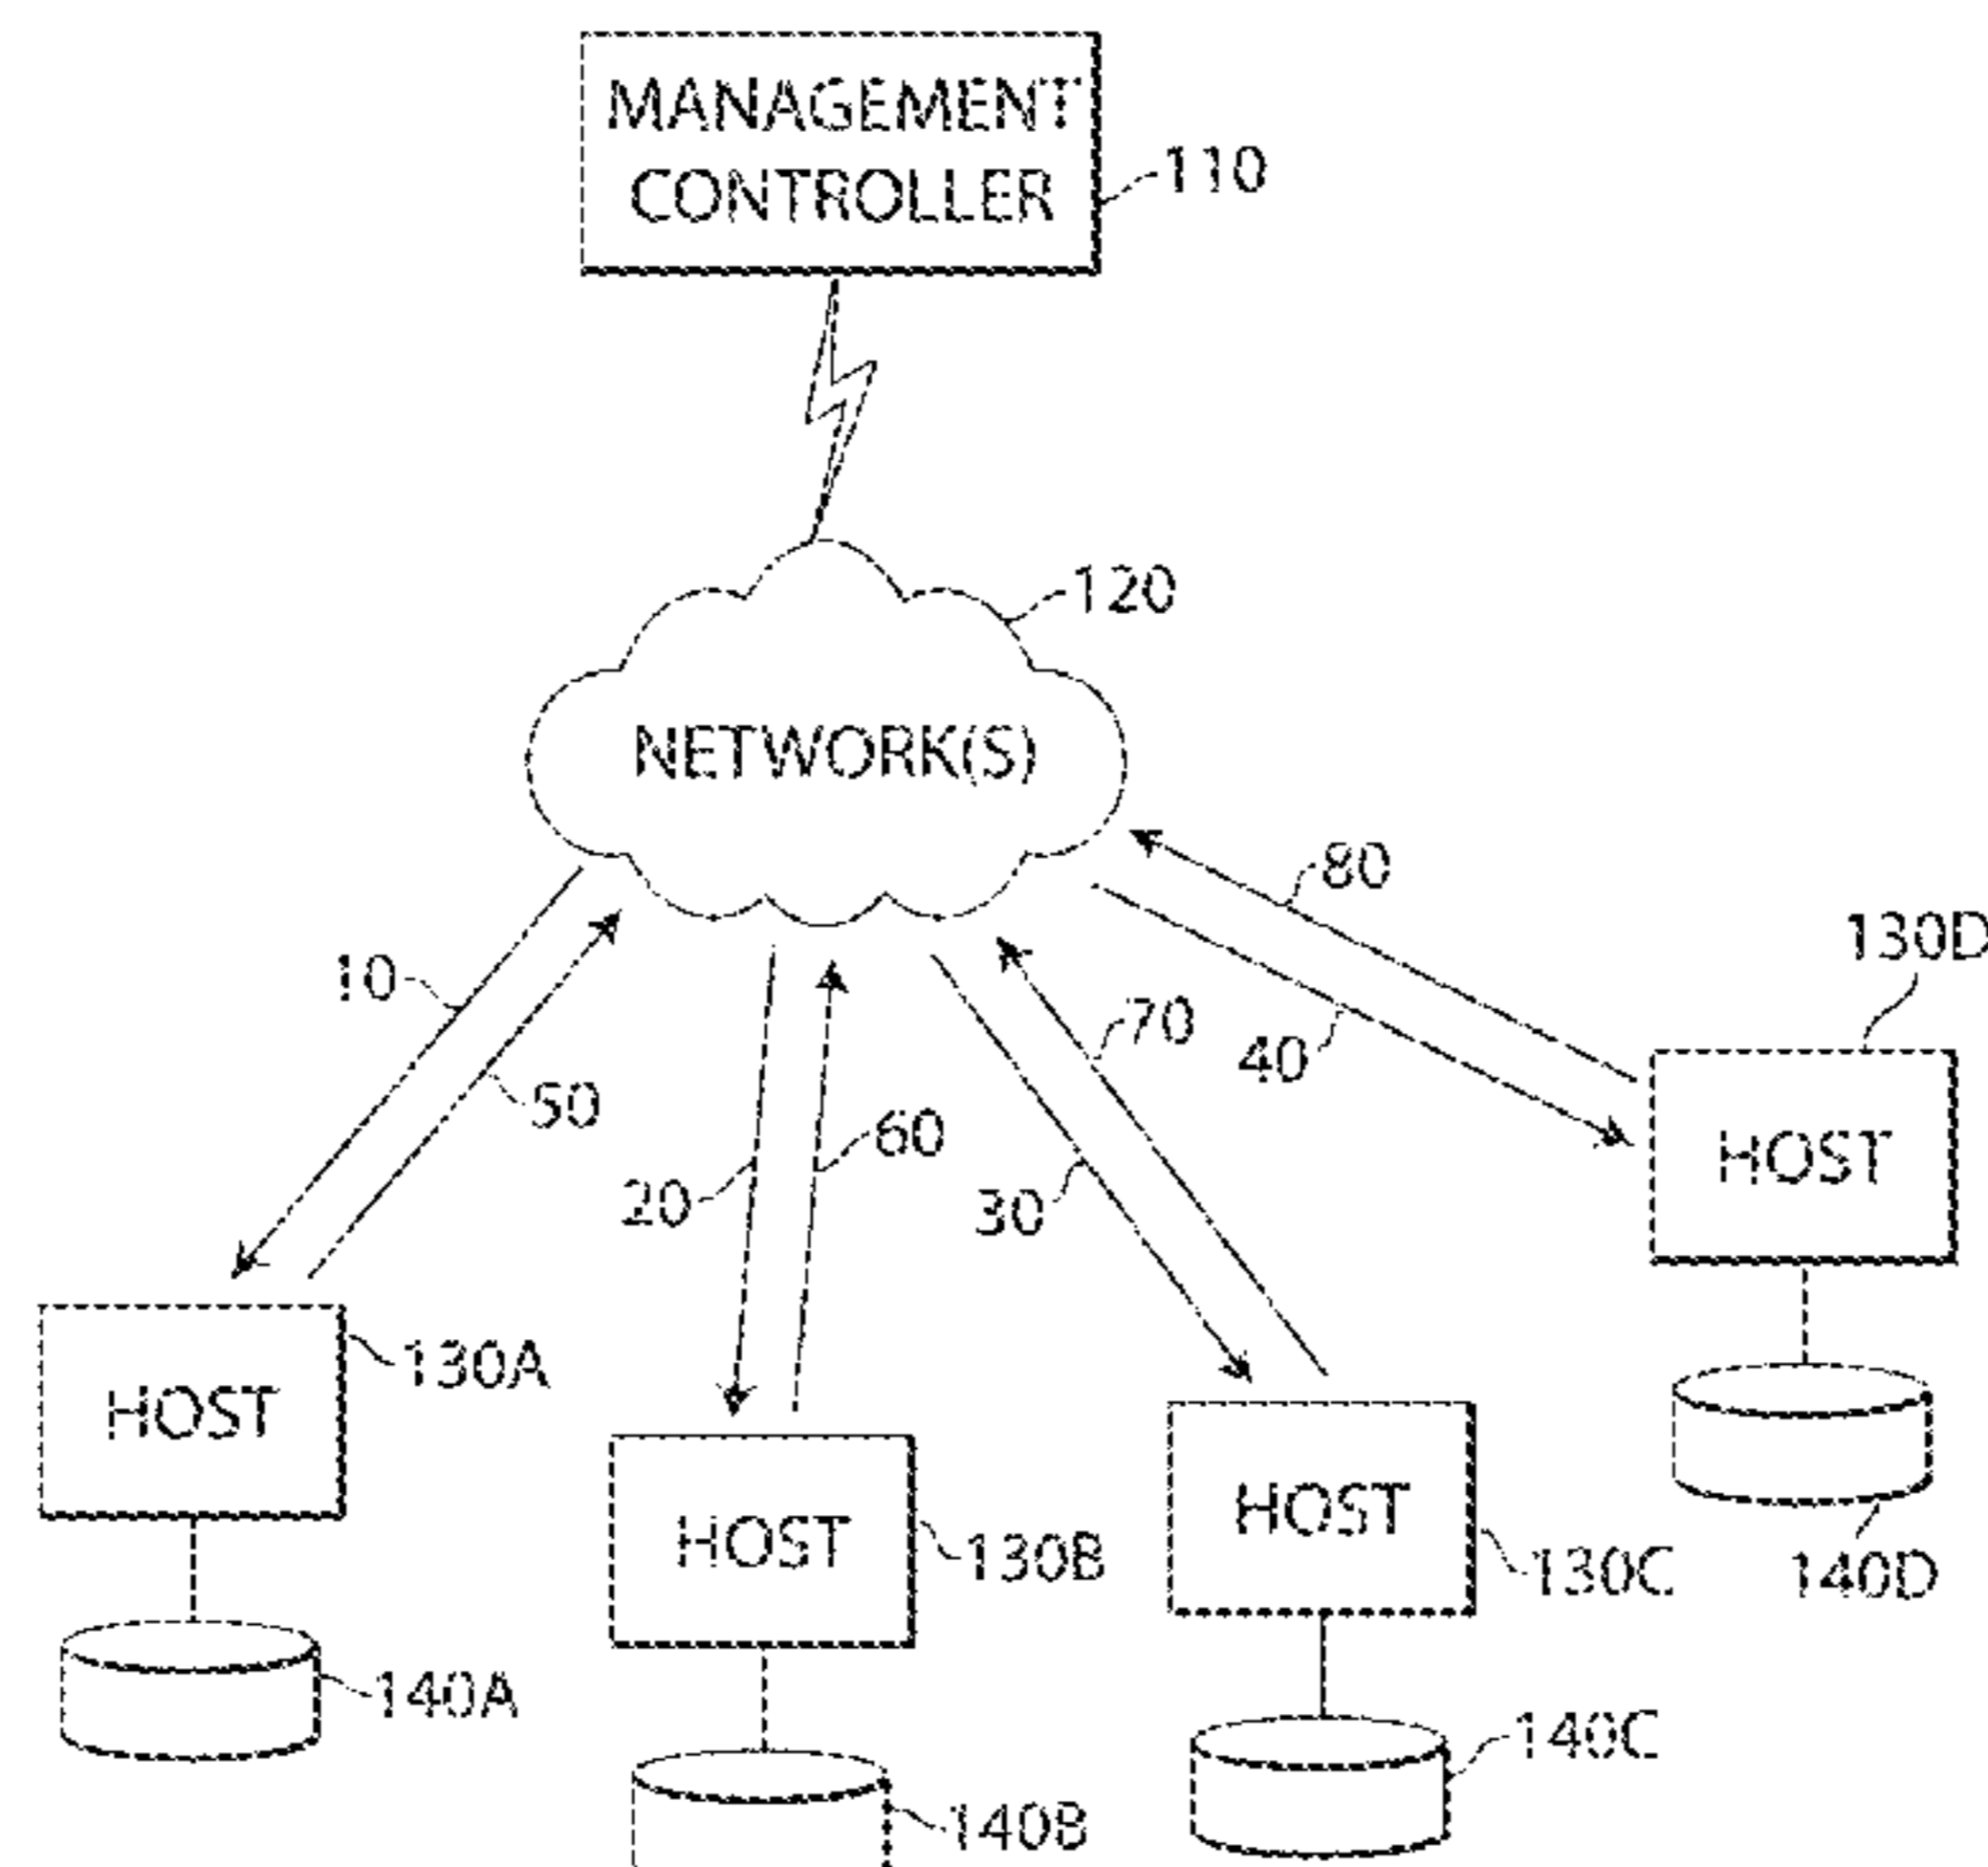 MANAGEMENT
CONTROLLER
110
120
NETWORK(S)
80
130D
10
70
40
50
60
HOST
20
30
130A
HOST
HOST
130B
HOST
130C
140D
140A
140C
140B